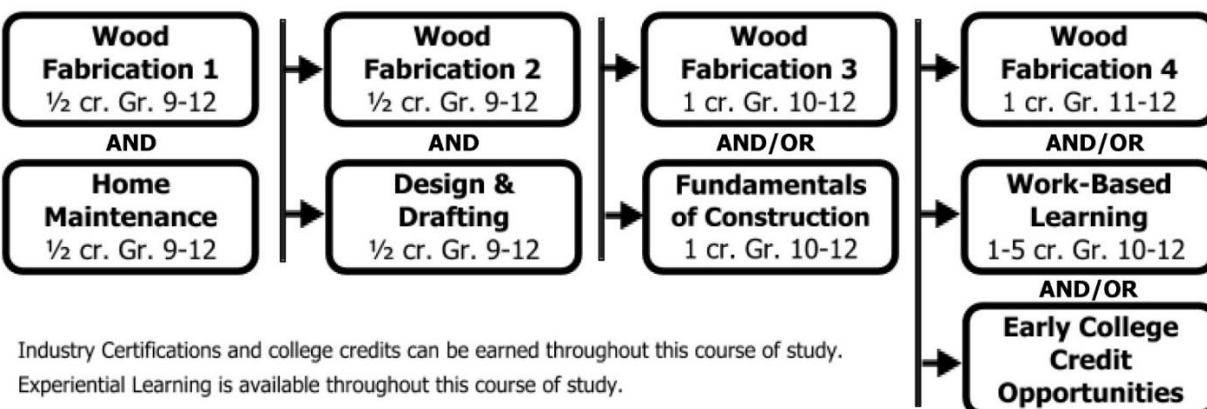 Wood
Fabrication 1
½ cr. Gr. 9-12
AND
Home
Maintenance
½ cr. Gr. 9-12
Wood
Fabrication 2
½ cr. Gr. 9-12
AND
Design &
Drafting
½ cr. Gr. 9-12
Wood
Fabrication 3
1 cr. Gr. 10-12
AND/OR
Fundamentals
of Construction
1 cr. Gr. 10-12
Wood
Fabrication 4
1 cr. Gr. 11-12
AND/OR
Work-Based
Learning
1-5 cr. Gr. 10-12
AND/OR
Early College
Credit
Opportunities
Industry Certifications and college credits can be earned throughout this course of study.
Experiential Learning is available throughout this course of study.